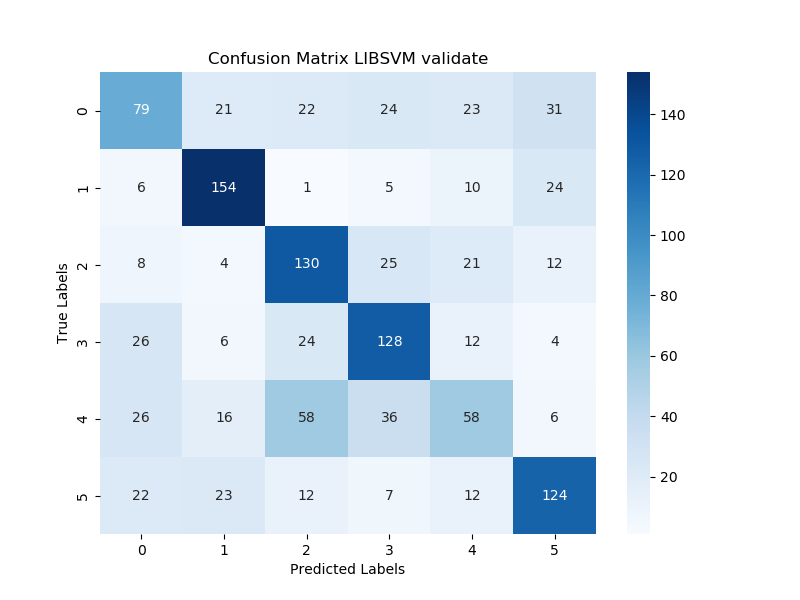 Confusion Matrix LIBSVM validate
True Labels
0 79 21 22 24 23 31
1 6 154 1 5 10 24
2 8 4 130 25 21 12
3 26 6 24 128 12 4
4 26 16 58 36 58 6
5 22 23 12 7 12 124
0 1 2 3 4 5
Predicted Labels
140
120
100
80
60
40
20